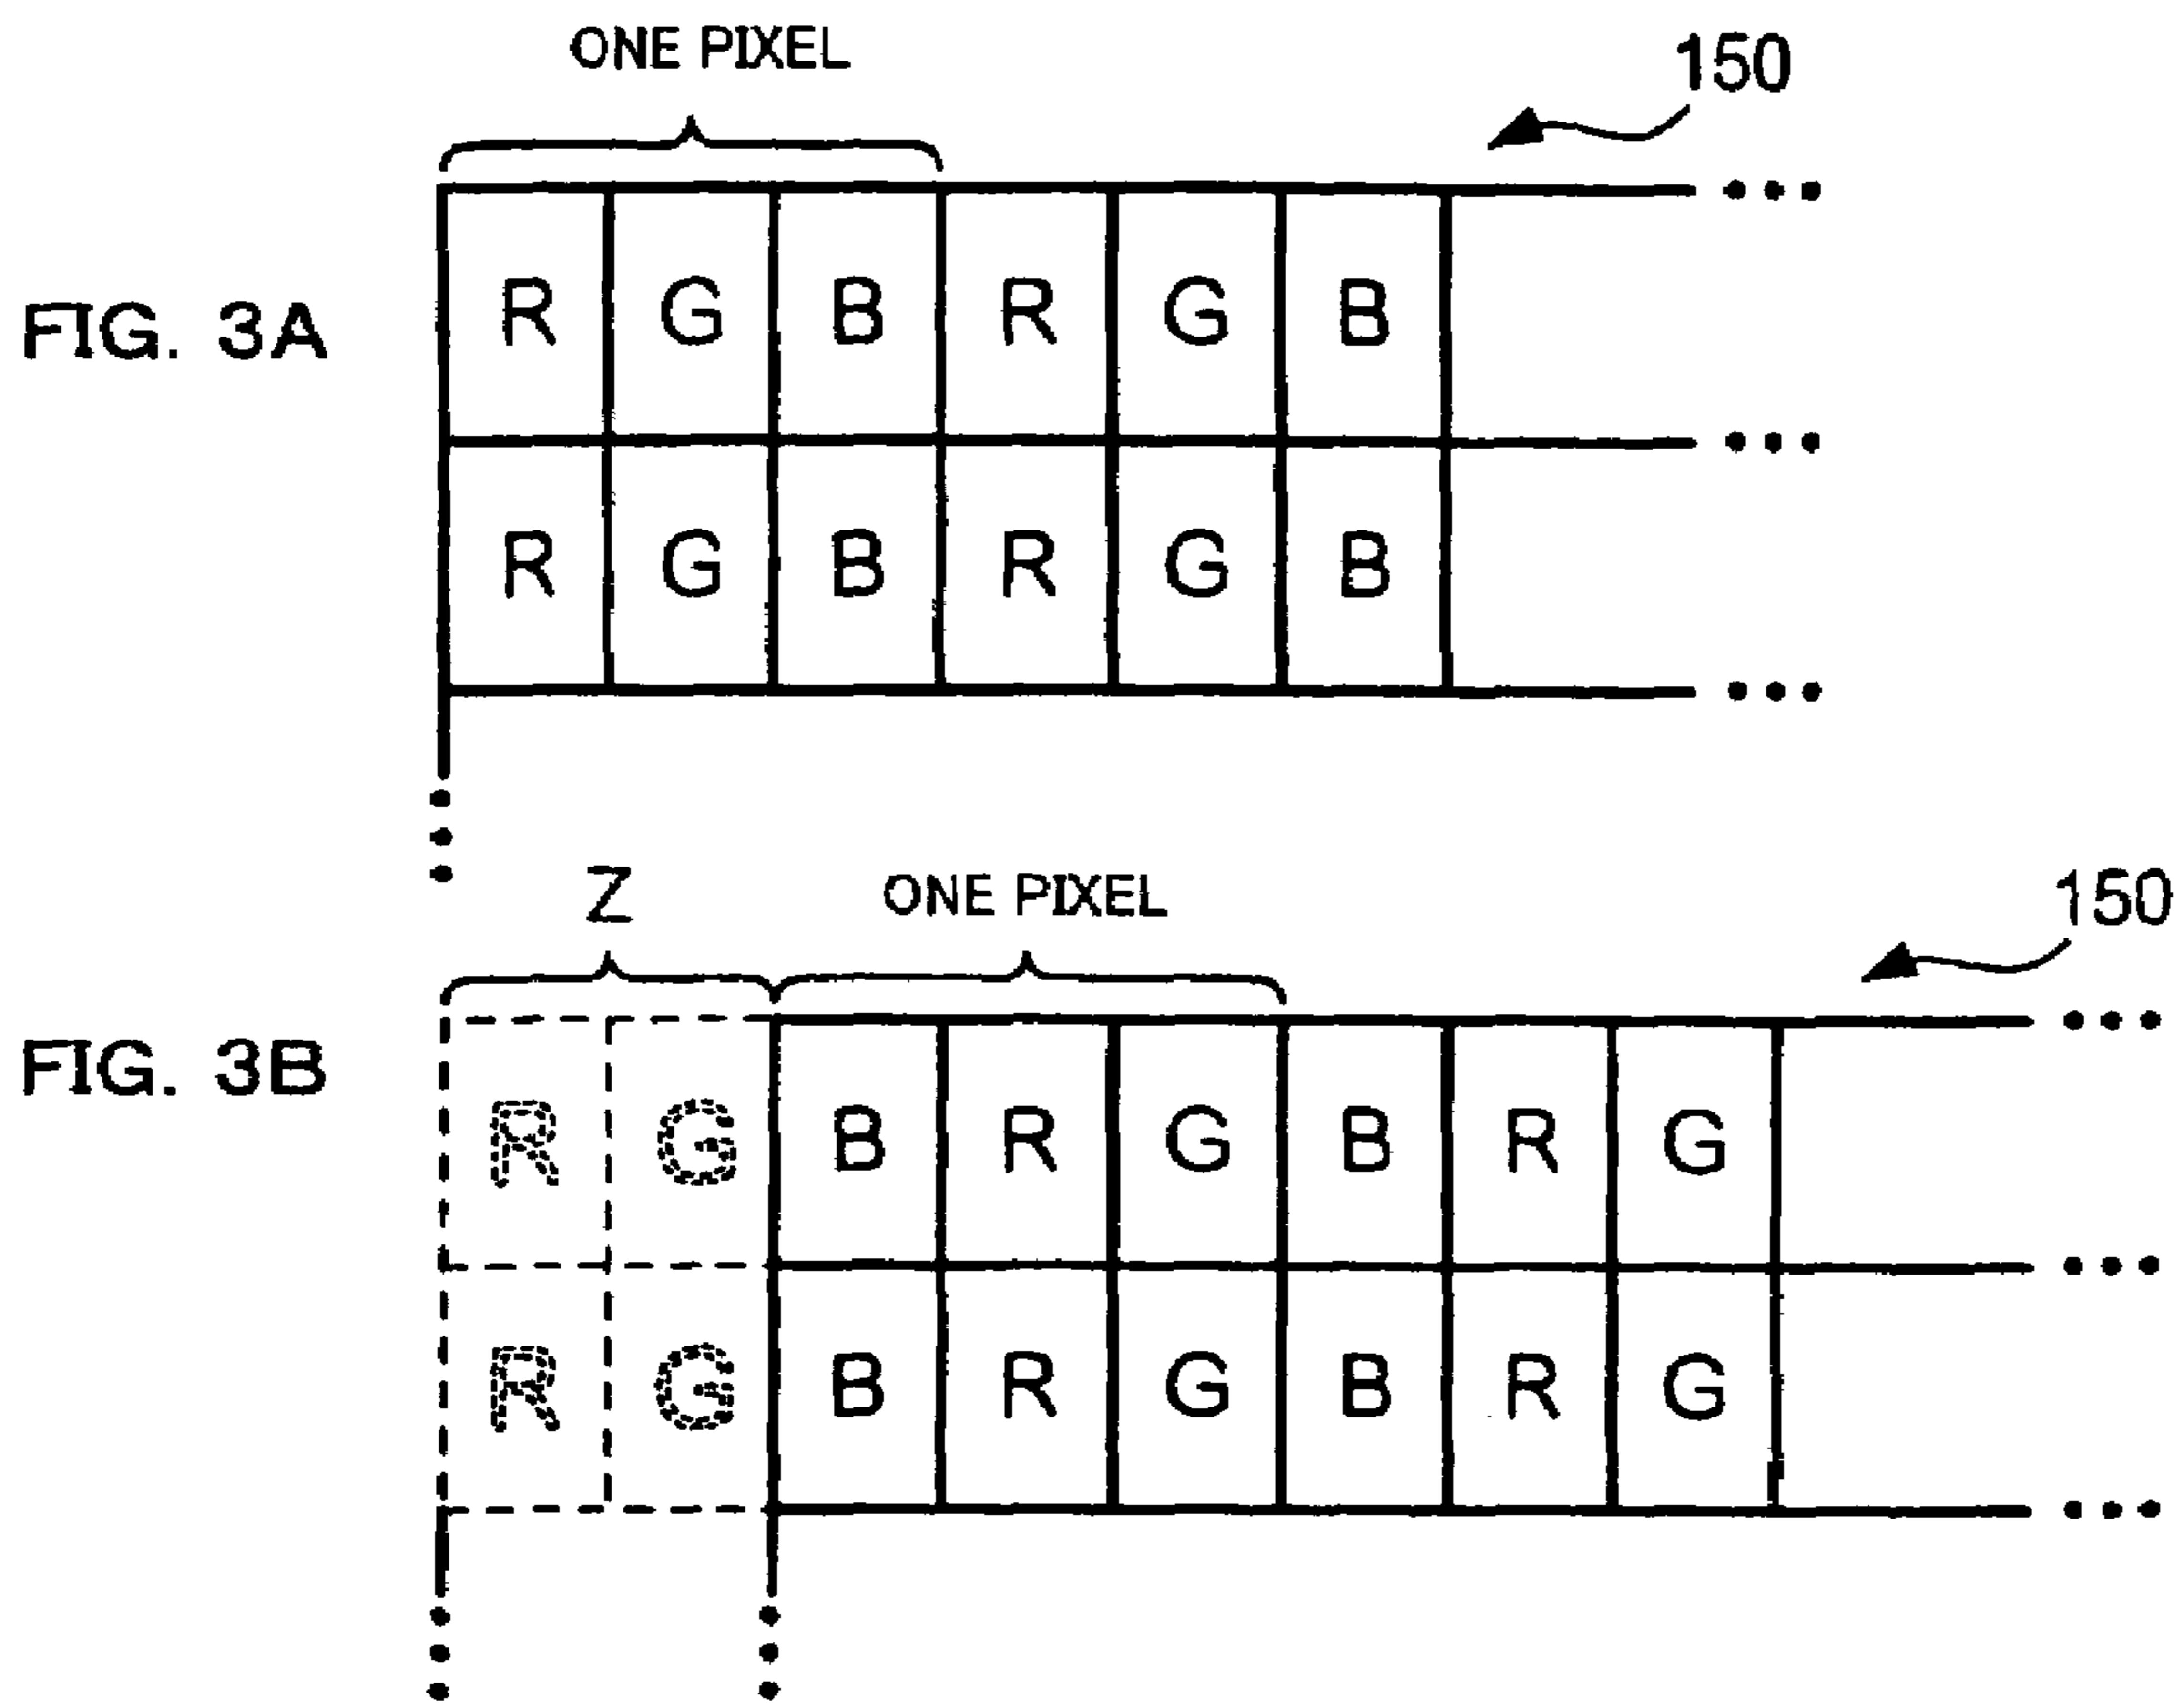 ONE PIXEL
150
FIG. 3A
R G B R G B
R G B R G B
Z
ONE PIXEL
150
FIG. 3B
R G B R G B R G
R G B R G B R G